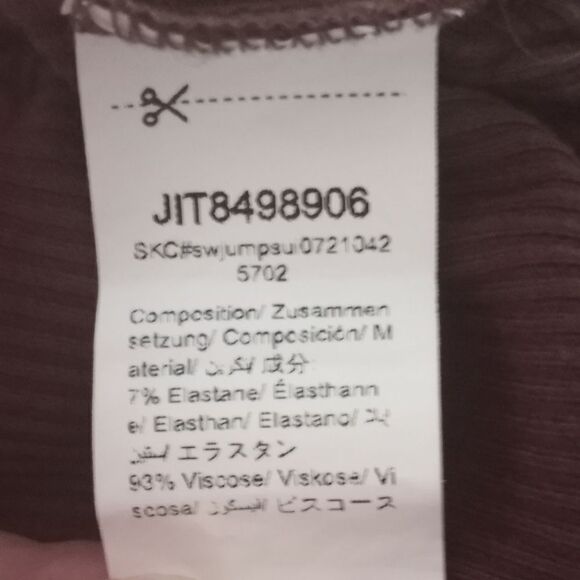 JIT8498906
SKC#swjumpsui0721042
5702
Composition/ Zusammen
setzung/ Composición/ M
aterial/ تكوين/ 成分
7% Elastane/ Élasthann
e/ Elasthan/ Elastano/
エラスタン
93% Viscose/ Viskose/ Vi
scosa/ ビスコース